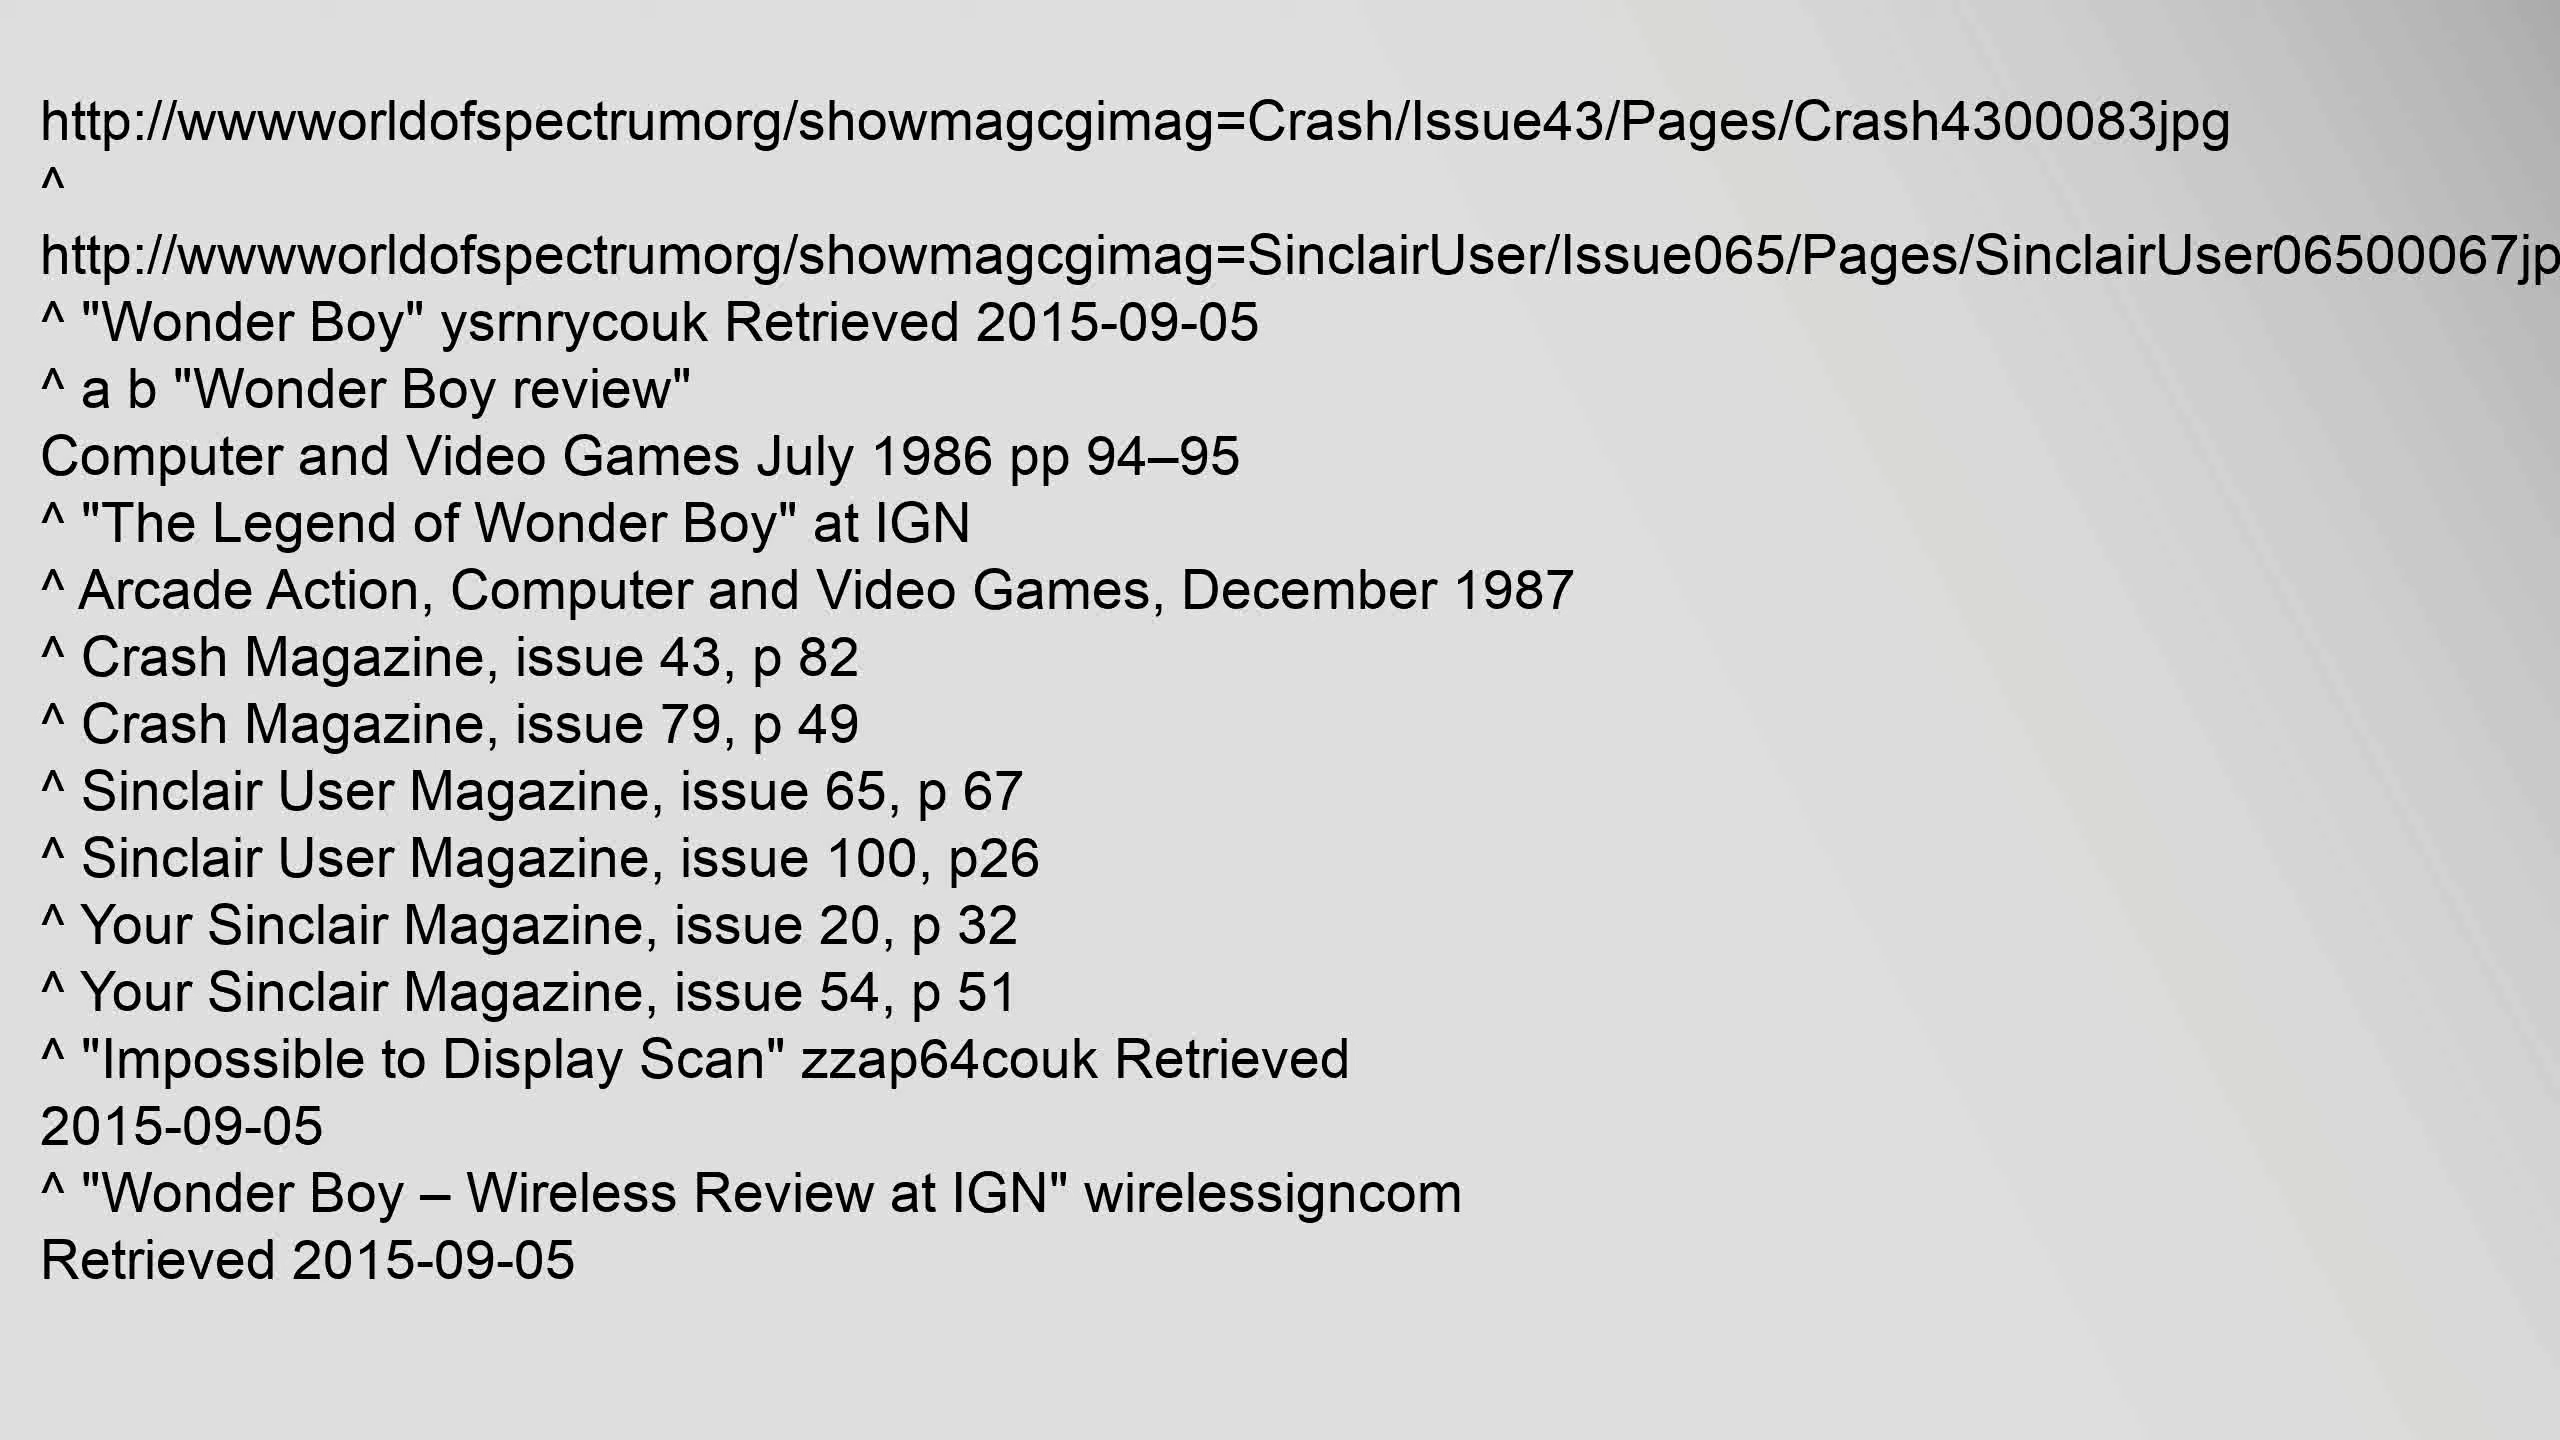 http://wwwworldofspectrumorg/showmagcgimag=Crash/Issue43/Pages/Crash4300083jpg
^
http://wwwworldofspectrumorg/showmagcgimag=SinclairUser/Issue065/Pages/SinclairUser06500067jp
^ "Wonder Boy" ysrnrycouk Retrieved 2015-09-05
^ a b "Wonder Boy review"
Computer and Video Games July 1986 pp 94–95
^ "The Legend of Wonder Boy" at IGN
^ Arcade Action, Computer and Video Games, December 1987
^ Crash Magazine, issue 43, p 82
^ Crash Magazine, issue 79, p 49
^ Sinclair User Magazine, issue 65, p 67
^ Sinclair User Magazine, issue 100, p26
^ Your Sinclair Magazine, issue 20, p 32
^ Your Sinclair Magazine, issue 54, p 51
^ "Impossible to Display Scan" zzap64couk Retrieved
2015-09-05
^ "Wonder Boy – Wireless Review at IGN" wirelessigncom
Retrieved 2015-09-05